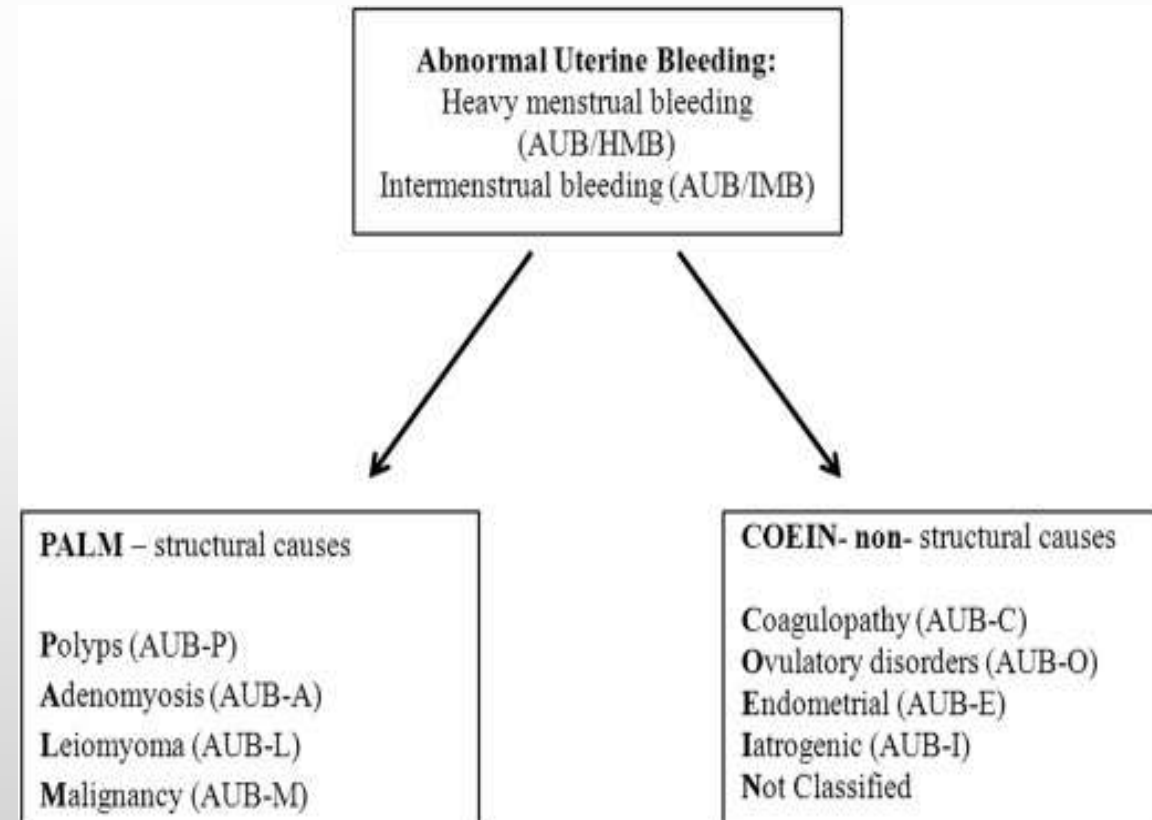 Abnormal Uterine Bleeding:
Heavy menstrual bleeding
(AUB/HMB)
Intermenstrual bleeding (AUB/IMB)
PALM – structural causes
Polyps (AUB-P)
Adenomyosis (AUB-A)
Leiomyoma (AUB-L)
Malignancy (AUB-M)
COEIN- non- structural causes
Coagulopathy (AUB-C)
Ovulatory disorders (AUB-O)
Endometrial (AUB-E)
Iatrogenic (AUB-I)
Not Classified